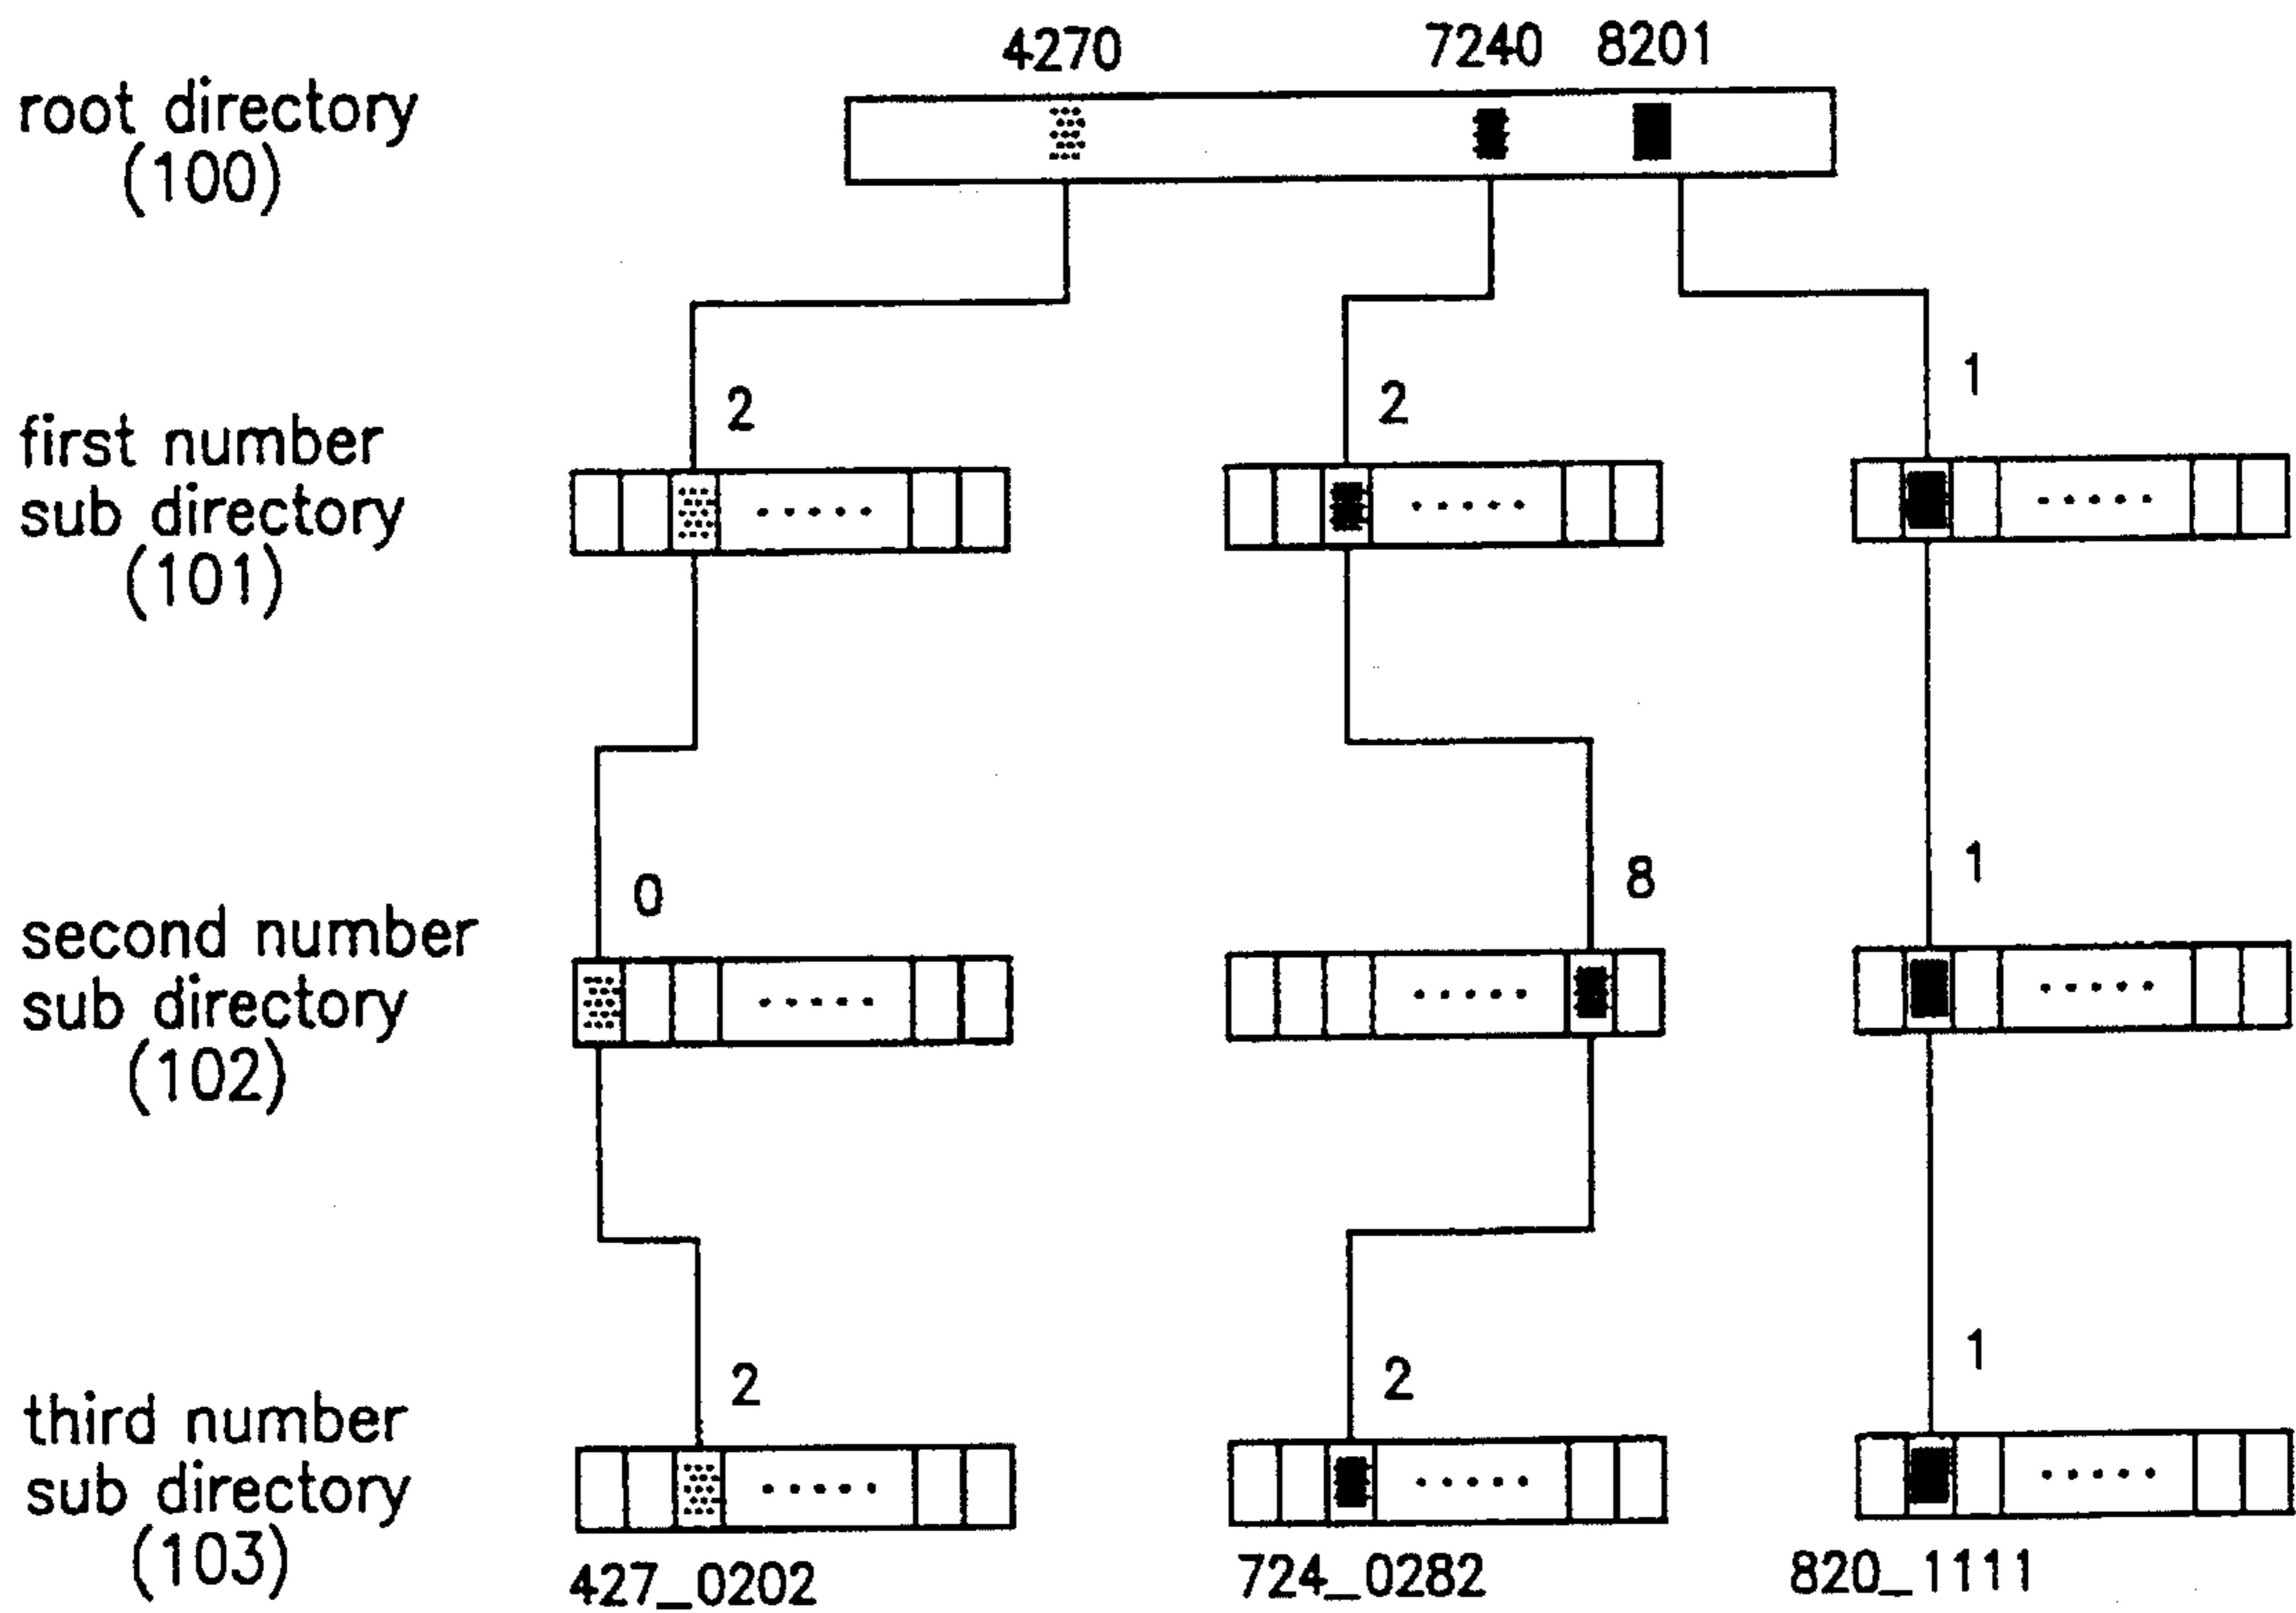 4270 7240 8201
root directory
(100)
2 2 1
first number
sub directory
(101)
0 8 1
second number
sub directory
(102)
2 2 1
third number
sub directory
(103)
427_0202 724_0282 820_1111